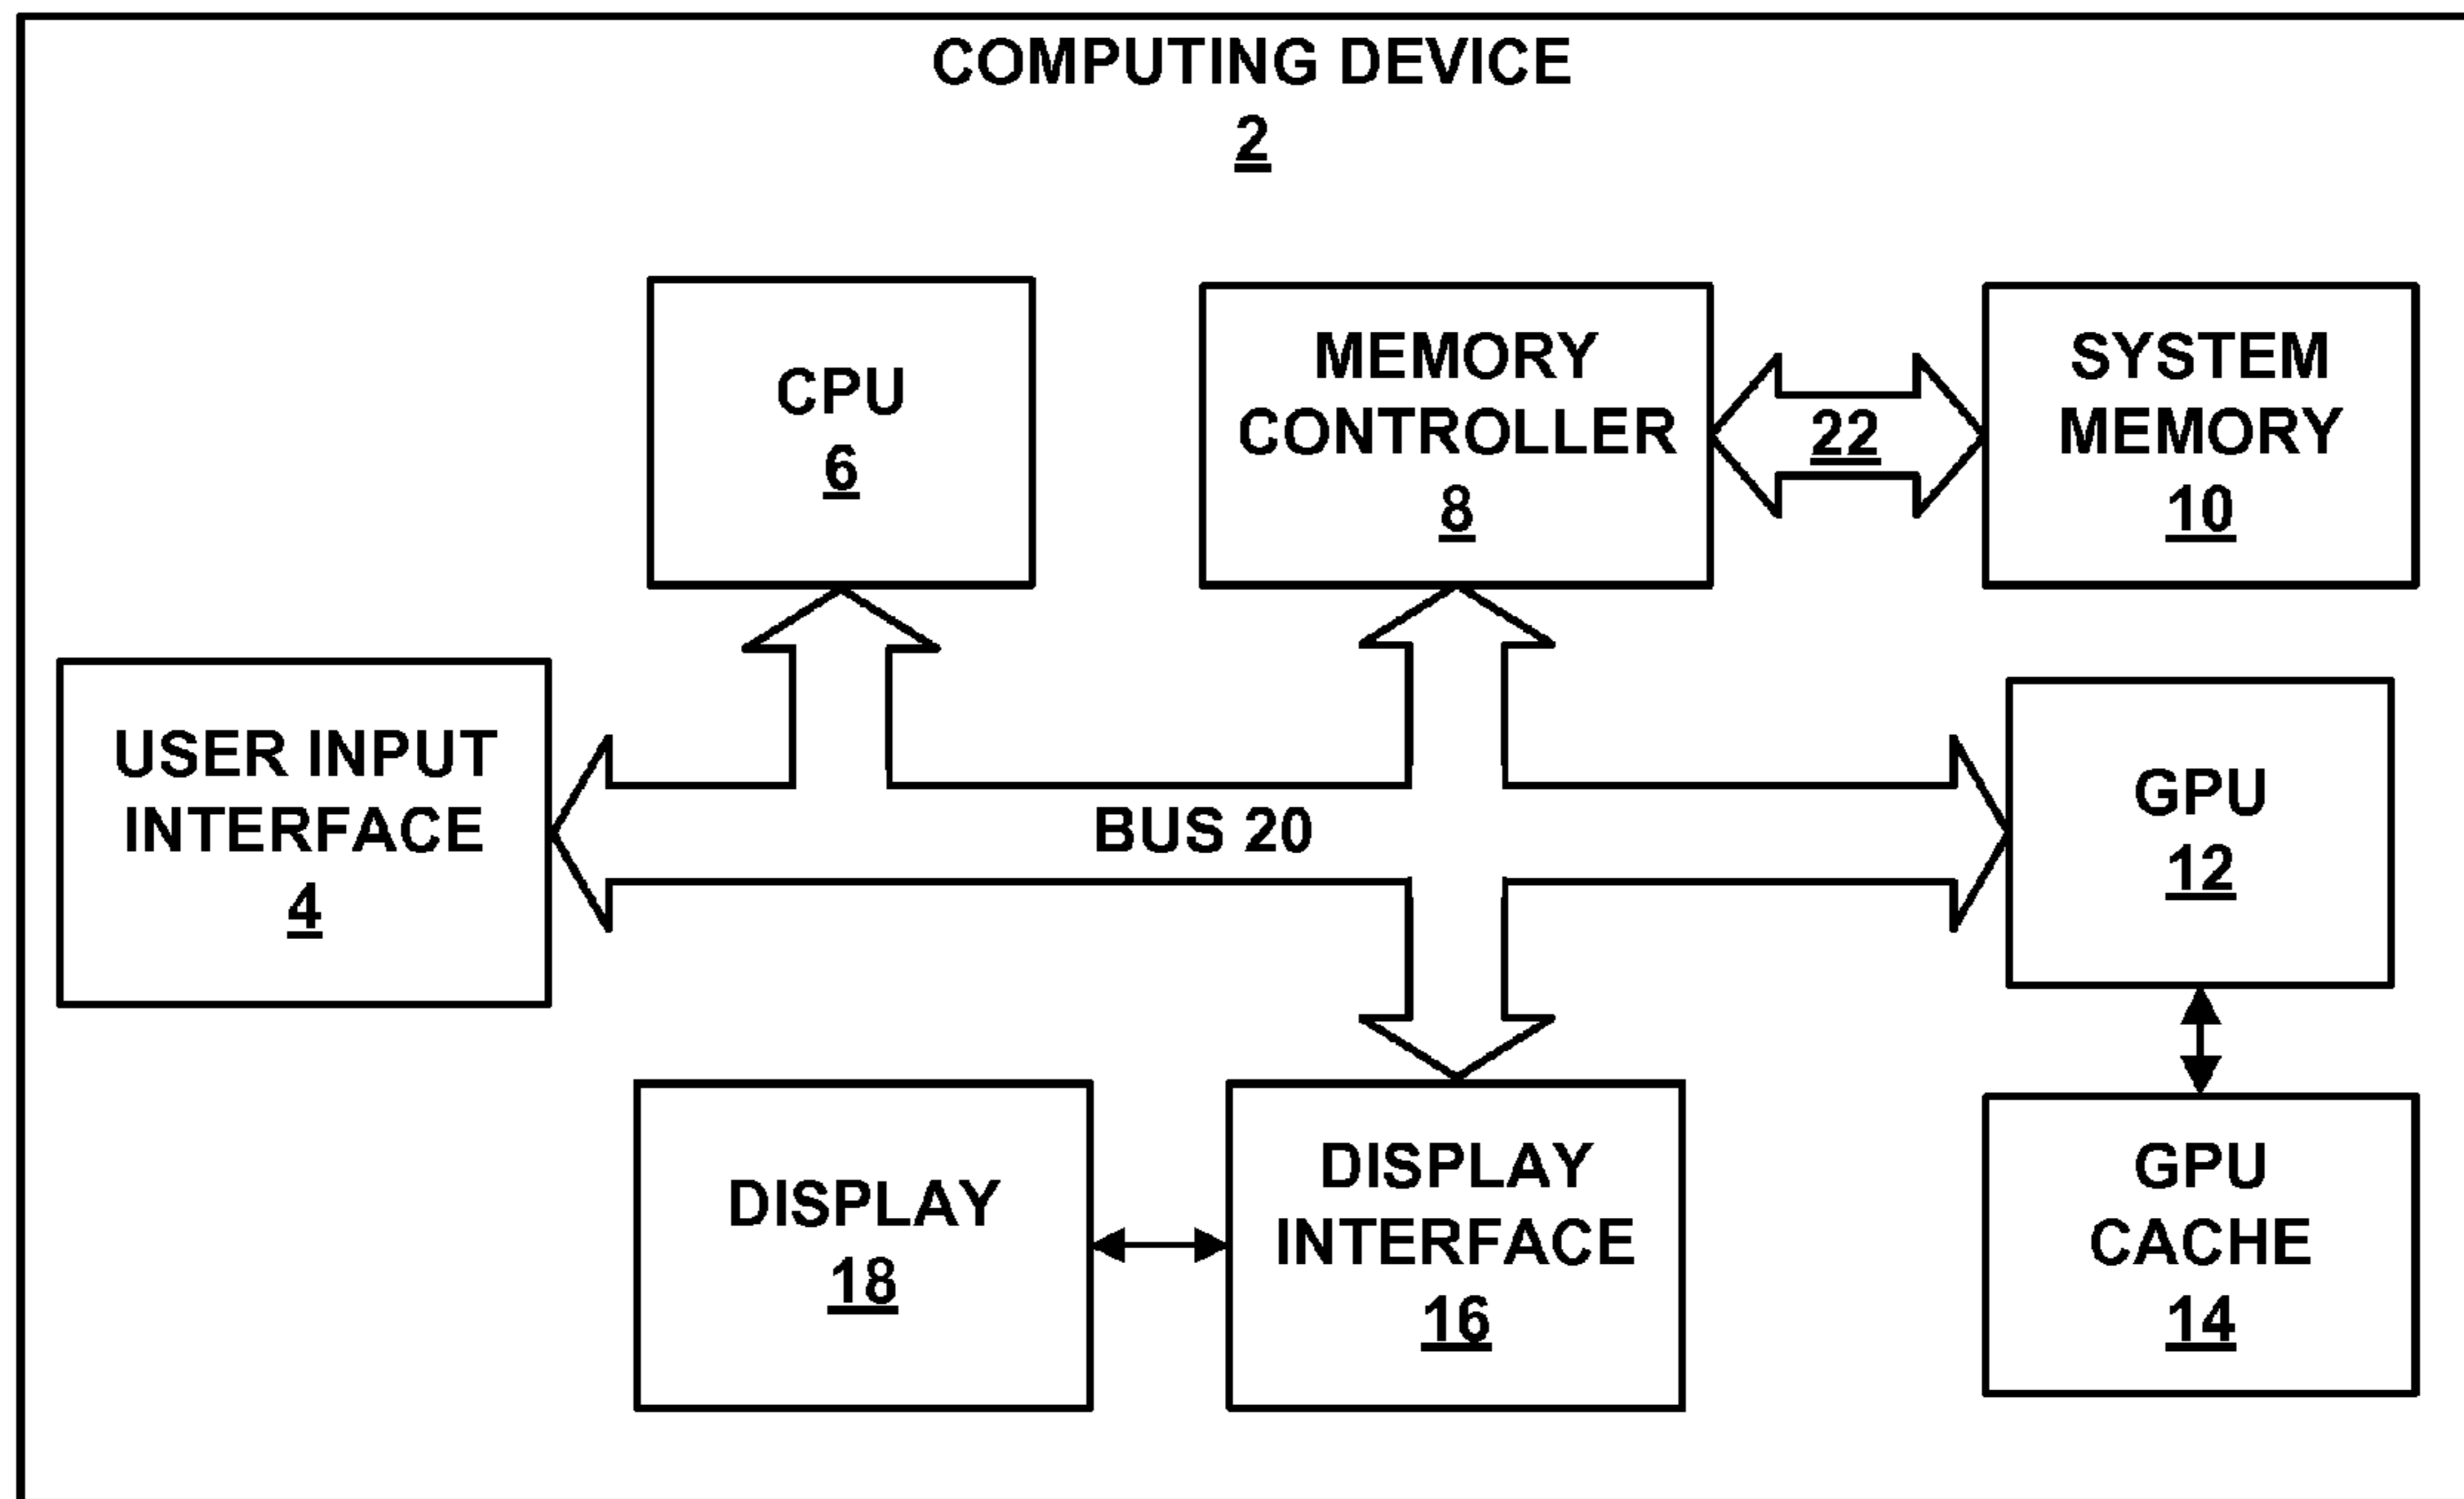 COMPUTING DEVICE
2
CPU
6
MEMORY
CONTROLLER
8
22
SYSTEM
MEMORY
10
USER INPUT
INTERFACE
4
BUS 20
GPU
12
DISPLAY
18
DISPLAY
INTERFACE
16
GPU
CACHE
14